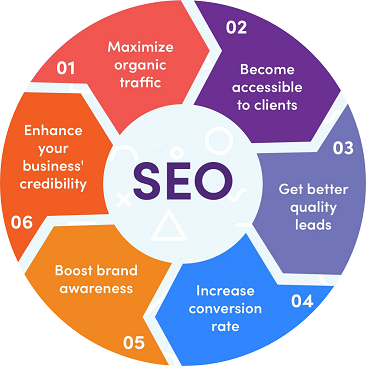 01
Maximize
organic
traffic
02
Become
accessible
to clients
03
Get better
quality
leads
04
Increase
conversion
rate
05
Boost brand
awareness
06
Enhance
your
business'
credibility
SEO